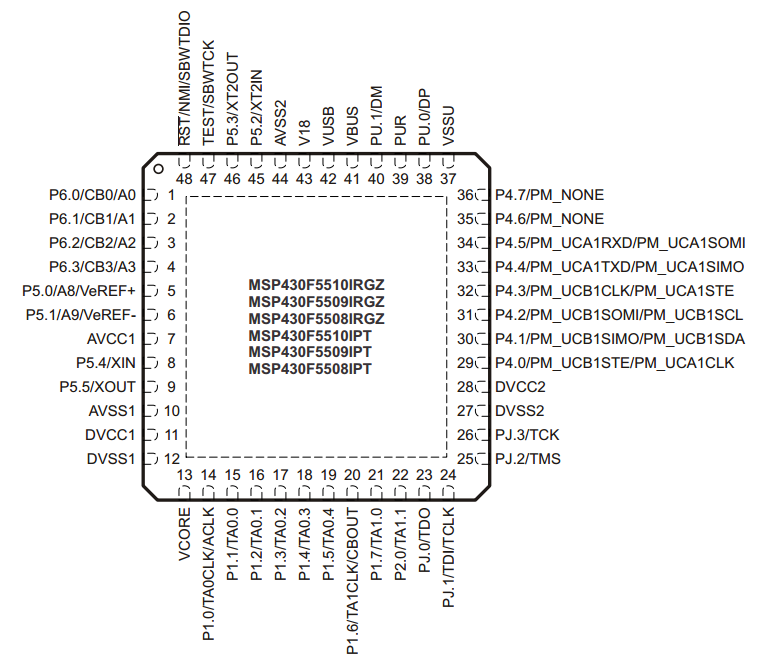 RST/NMI/SBWTDIO
TEST/SBWTCK
P5.3/XT2OUT
P5.2/XT2IN
AVSS2
V18
VUSB
VBUS
PU.1/DM
PUR
PU.0/DP
VSSU
48 47 46 45 44 43 42 41 40 39 38 37
P6.0/CB0/A0 1
P6.1/CB1/A1 2
P6.2/CB2/A2 3
P6.3/CB3/A3 4
P5.0/A8/VeREF+ 5
P5.1/A9/VeREF- 6
AVCC1 7
P5.4/XIN 8
P5.5/XOUT 9
AVSS1 10
DVCC1 11
DVSS1 12
MSP430F5510IRGZ
MSP430F5509IRGZ
MSP430F5508IRGZ
MSP430F5510IPT
MSP430F5509IPT
MSP430F5508IPT
36 P4.7/PM_NONE
35 P4.6/PM_NONE
34 P4.5/PM_UCA1RXD/PM_UCA1SOMI
33 P4.4/PM_UCA1TXD/PM_UCA1SIMO
32 P4.3/PM_UCB1CLK/PM_UCA1STE
31 P4.2/PM_UCB1SOMI/PM_UCB1SCL
30 P4.1/PM_UCB1SIMO/PM_UCB1SDA
29 P4.0/PM_UCB1STE/PM_UCA1CLK
28 DVCC2
27 DVSS2
26 PJ.3/TCK
25 PJ.2/TMS
13 14 15 16 17 18 19 20 21 22 23 24
VCORE
P1.0/TA0CLK/ACLK
P1.1/TA0.0
P1.2/TA0.1
P1.3/TA0.2
P1.4/TA0.3
P1.5/TA0.4
P1.6/TA1CLK/CBOUT
P1.7/TA1.0
P2.0/TA1.1
PJ.0/TDO
PJ.1/TDI/TCLK